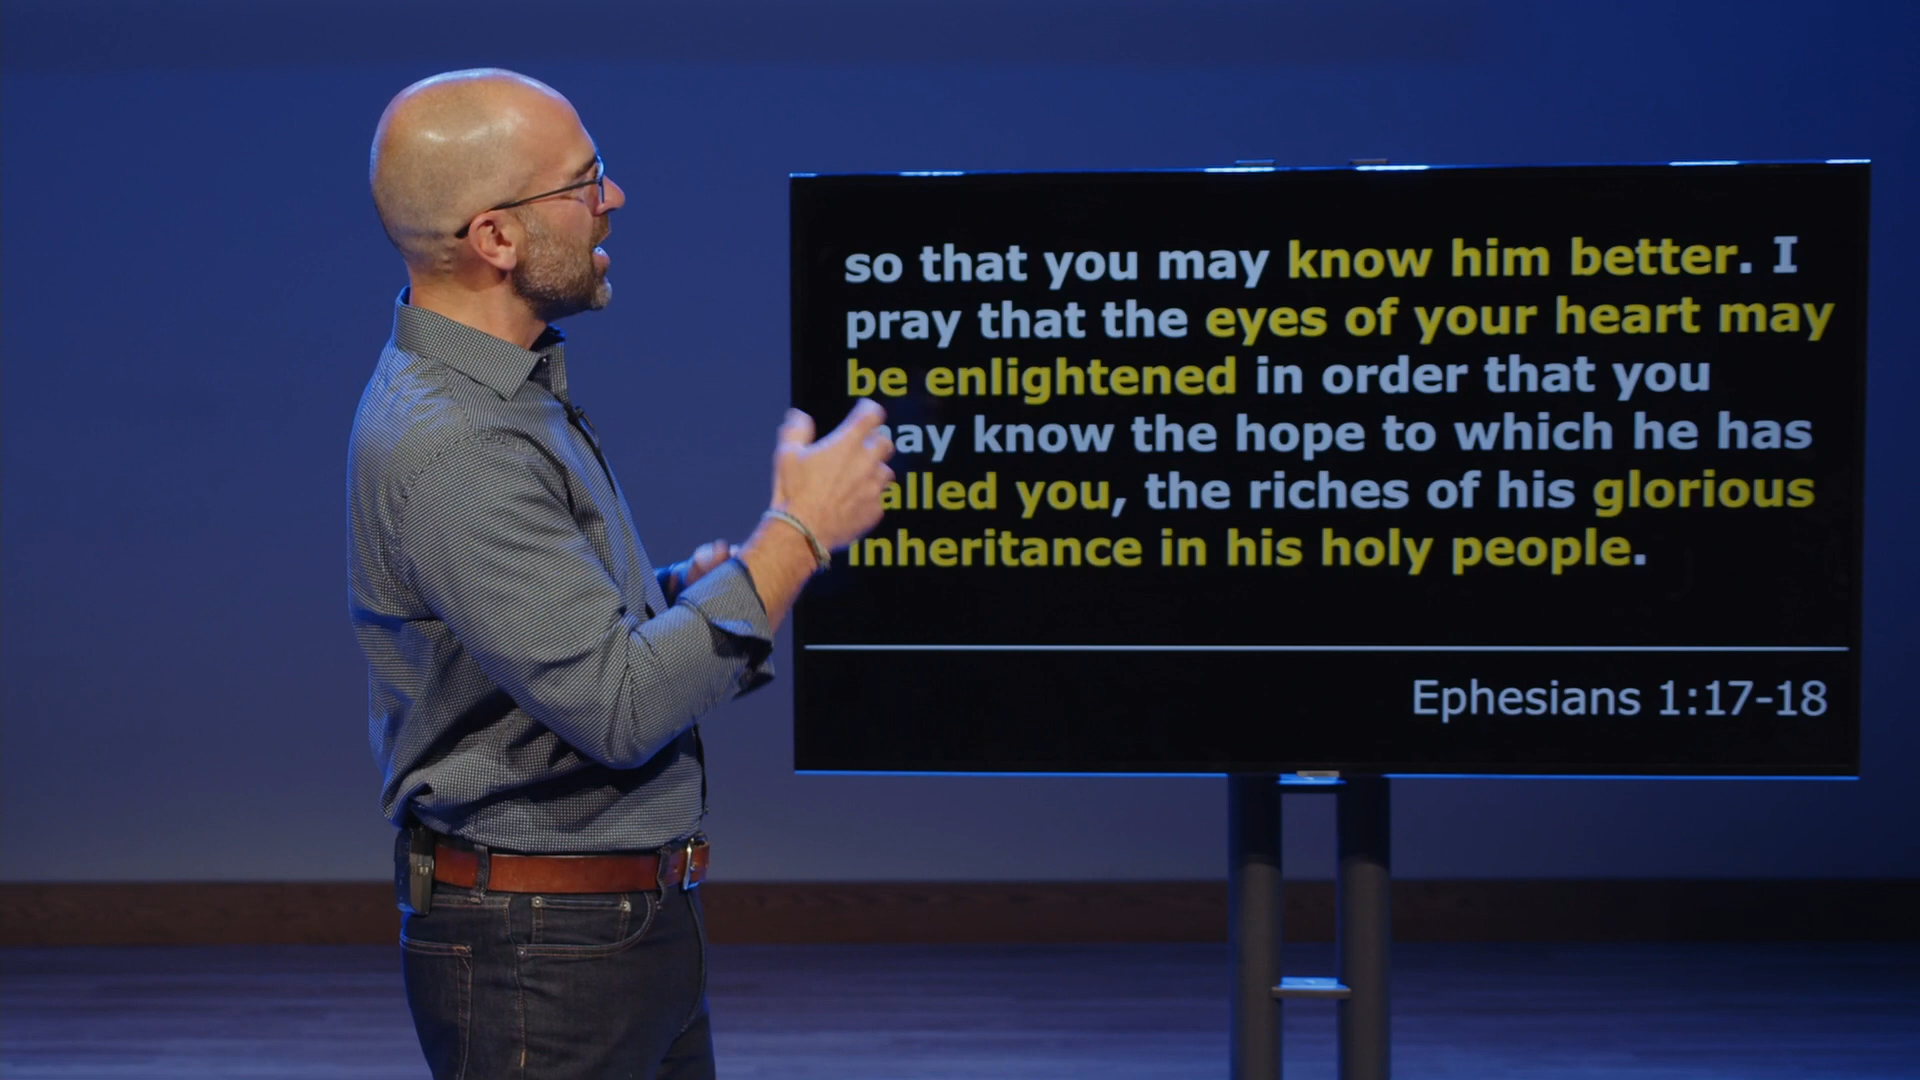 so that you may know him better. I
pray that the eyes of your heart may
be enlightened in order that you
may know the hope to which he has
called you, the riches of his glorious
inheritance in his holy people.
Ephesians 1:17-18